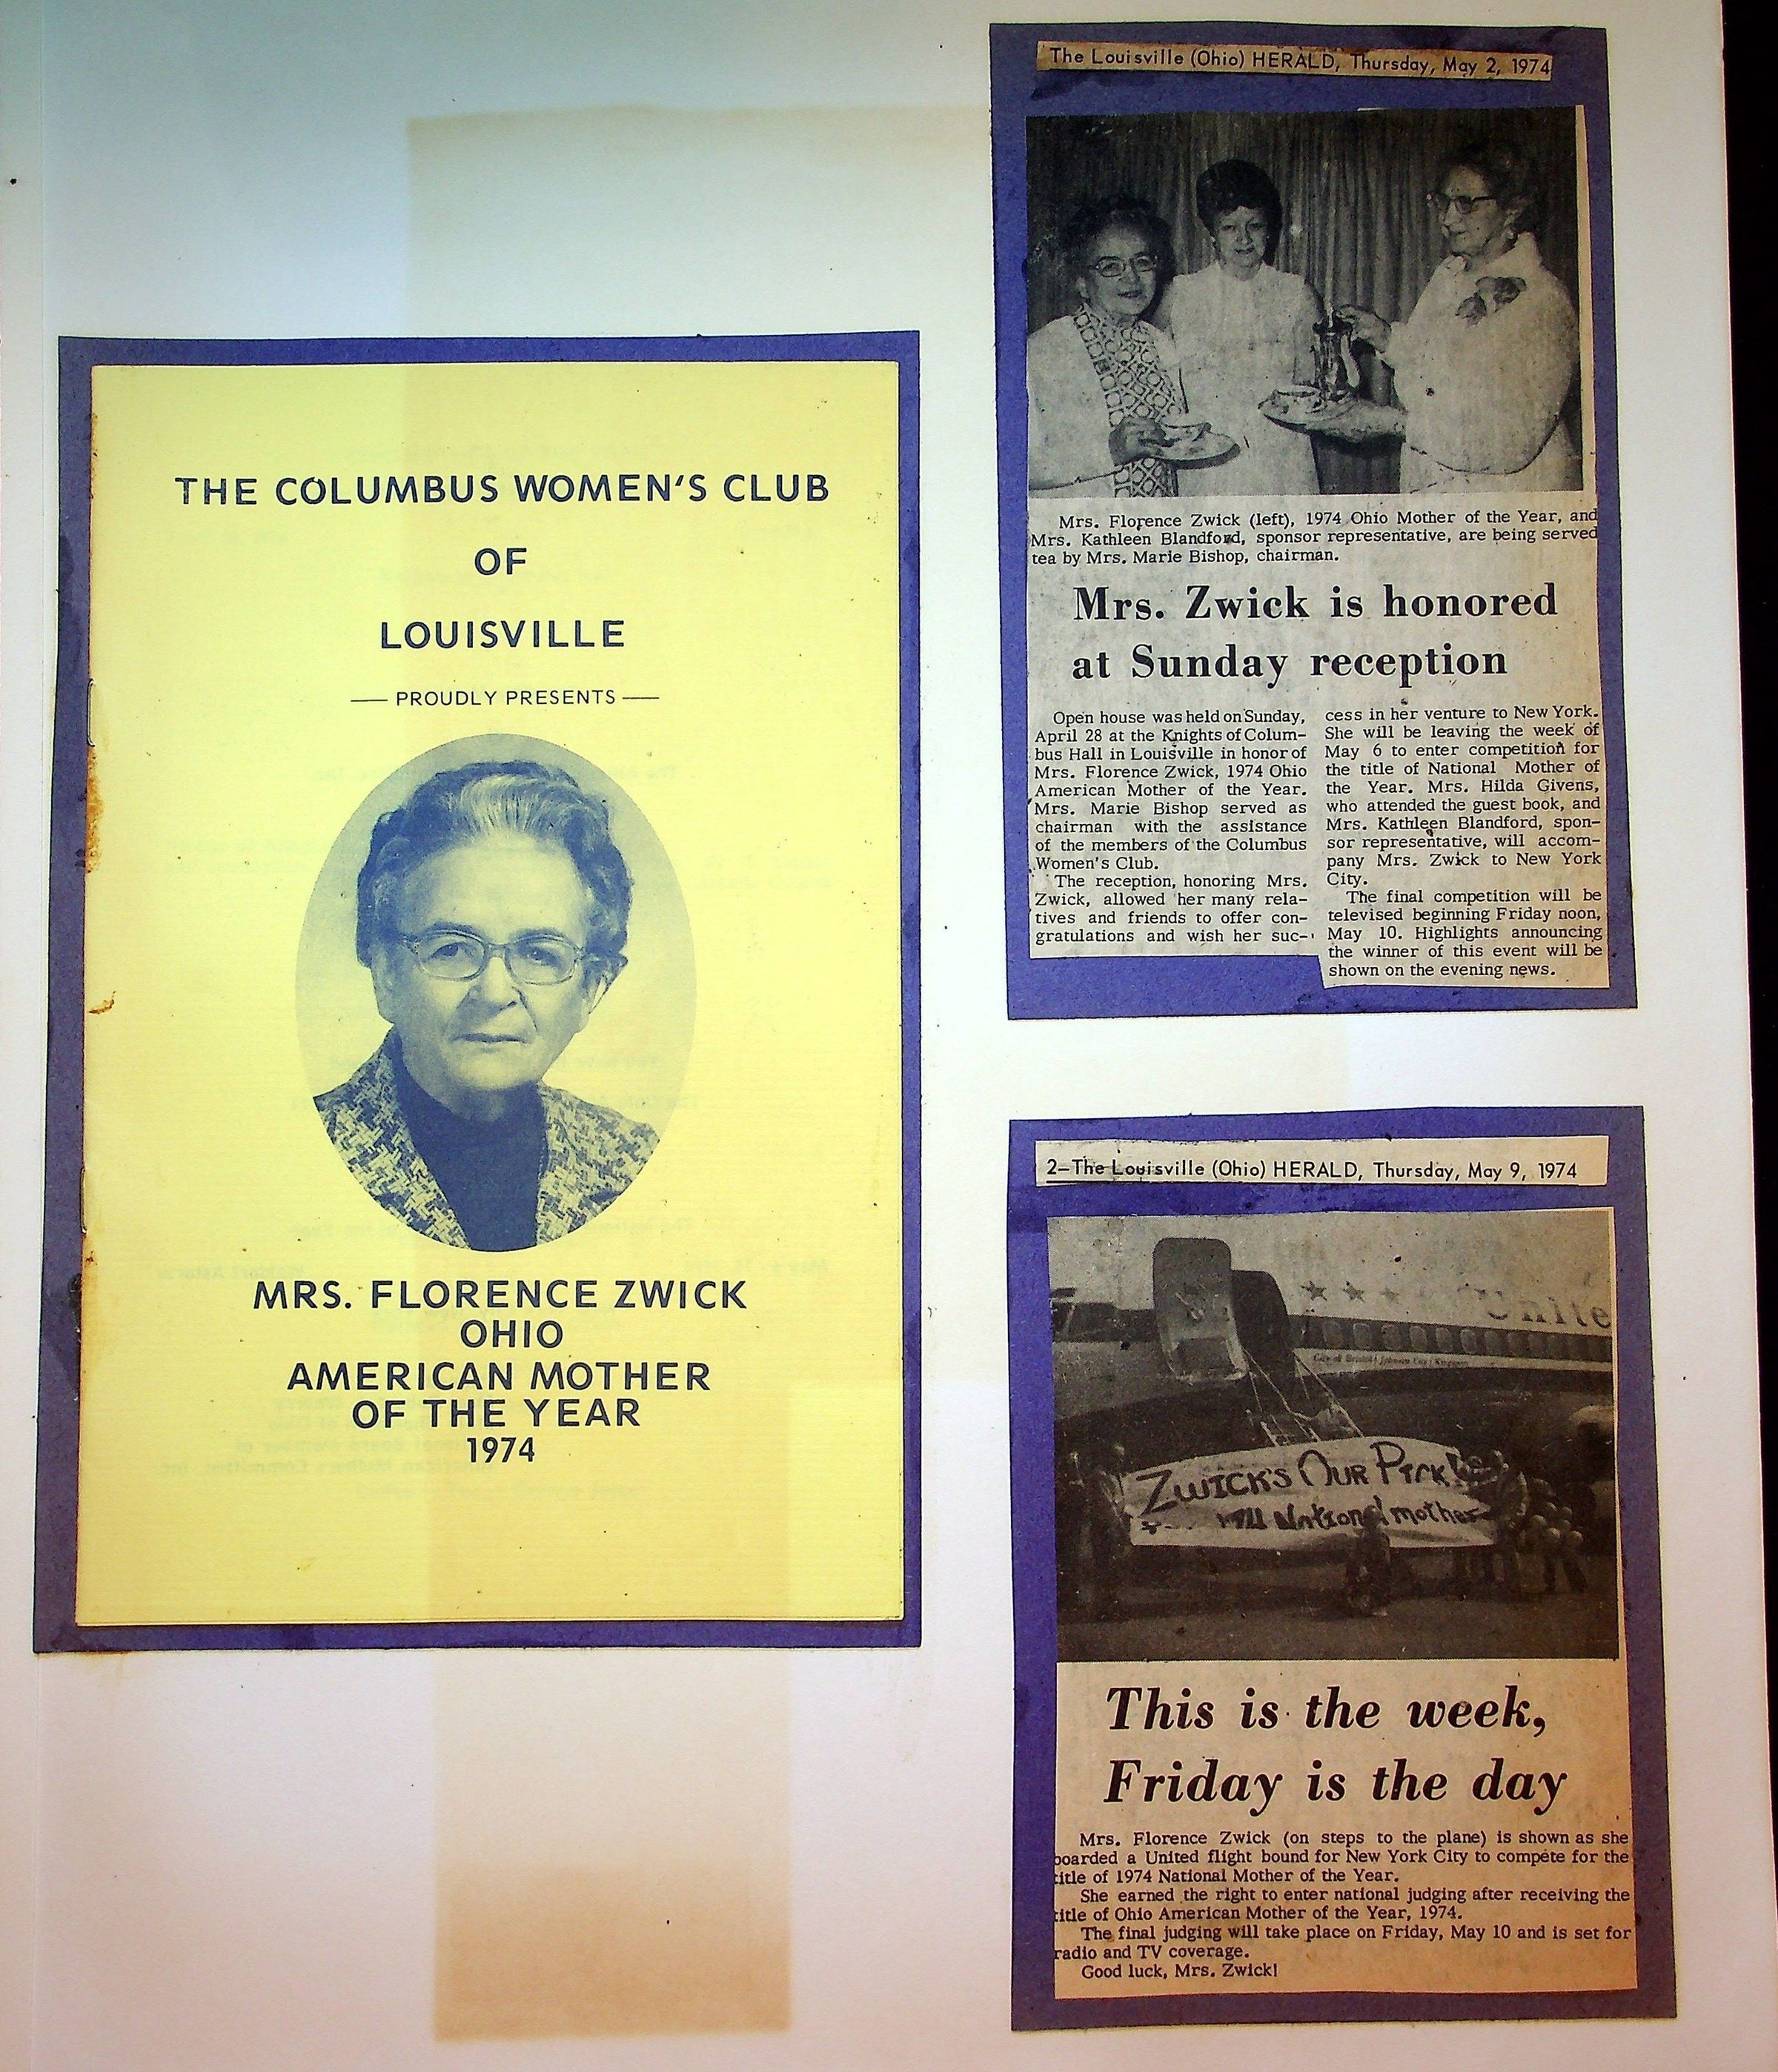 THE COLUMBUS WOMEN'S CLUB
OF
LOUISVILLE
— PROUDLY PRESENTS —
MRS. FLORENCE ZWICK
OHIO
AMERICAN MOTHER
OF THE YEAR
1974
The Louisville (Ohio) HERALD, Thursday, May 2, 1974
Mrs. Florence Zwick (left), 1974 Ohio Mother of the Year, and
Mrs. Kathleen Blandford, sponsor representative, are being served
tea by Mrs. Marie Bishop, chairman.
Mrs. Zwick is honored
at Sunday reception
Open house was held on Sunday,
April 28 at the Knights of Colum-
bus Hall in Louisville in honor of
Mrs. Florence Zwick, 1974 Ohio
American Mother of the Year.
Mrs. Marie Bishop served as
chairman with the assistance
of the members of the Columbus
Women's Club.
The reception, honoring Mrs.
Zwick, allowed her many rela-
tives and friends to offer con-
gratulations and wish her suc-
cess in her venture to New York.
She will be leaving the week of
May 6 to enter competition for
the title of National Mother of
the Year. Mrs. Hilda Givens,
who attended the guest book, and
Mrs. Kathleen Blandford, spon-
sor representative, will accom-
pany Mrs. Zwick to New York
City.
The final competition will be
televised beginning Friday noon,
May 10. Highlights announcing
the winner of this event will be
shown on the evening news.
2—The Louisville (Ohio) HERALD, Thursday, May 9, 1974
Unite
ZWICK'S OUR PICK!
National mother
This is the week,
Friday is the day
Mrs. Florence Zwick (on steps to the plane) is shown as she
boarded a United flight bound for New York City to compete for the
title of 1974 National Mother of the Year.
She earned the right to enter national judging after receiving the
title of Ohio American Mother of the Year, 1974.
The final judging will take place on Friday, May 10 and is set for
radio and TV coverage.
Good luck, Mrs. Zwick!